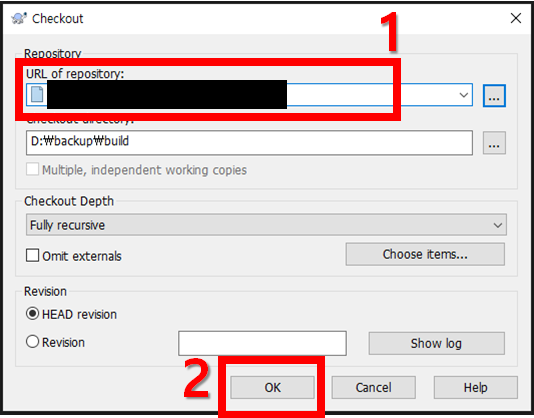 Checkout
1
Repository
URL of repository:
...
Checkout directory:
D:₩backup₩build
...
Multiple, independent working copies
Checkout Depth
Fully recursive
Omit externals
Choose items...
Revision
HEAD revision
Revision
Show log
2
OK
Cancel
Help